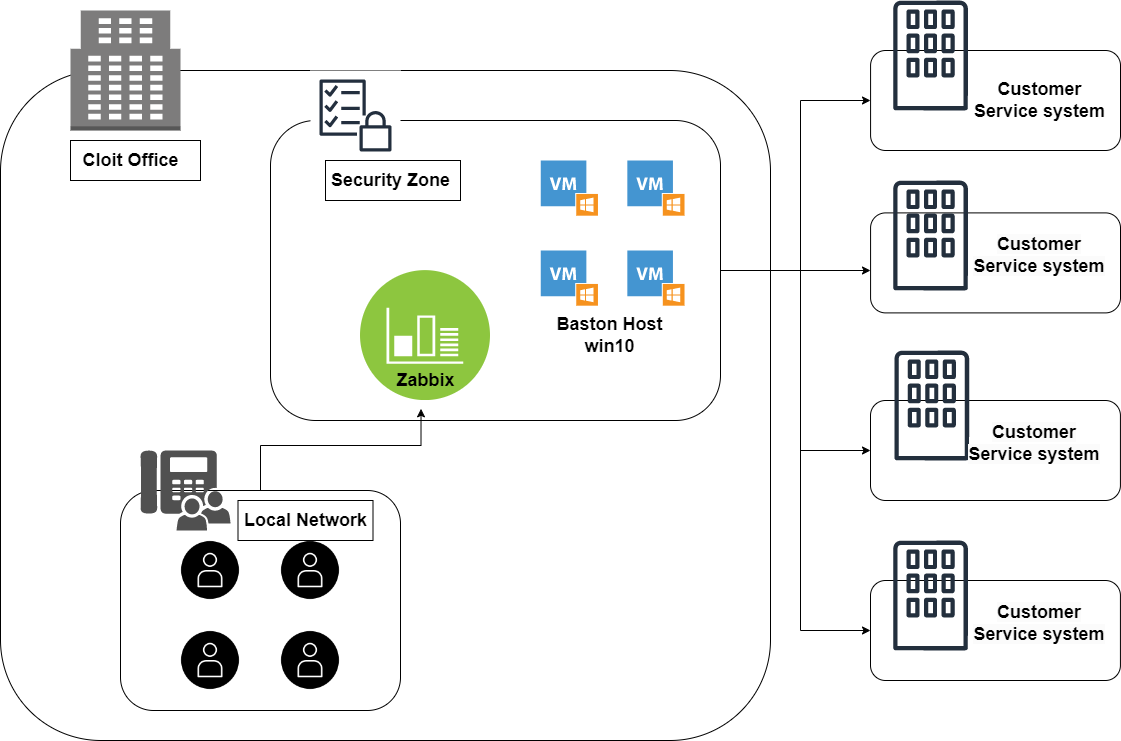 Cloit Office
Security Zone
VM
VM
VM
VM
Baston Host
win10
Zabbix
Local Network
Customer
Service system
Customer
Service system
Customer
Service system
Customer
Service system